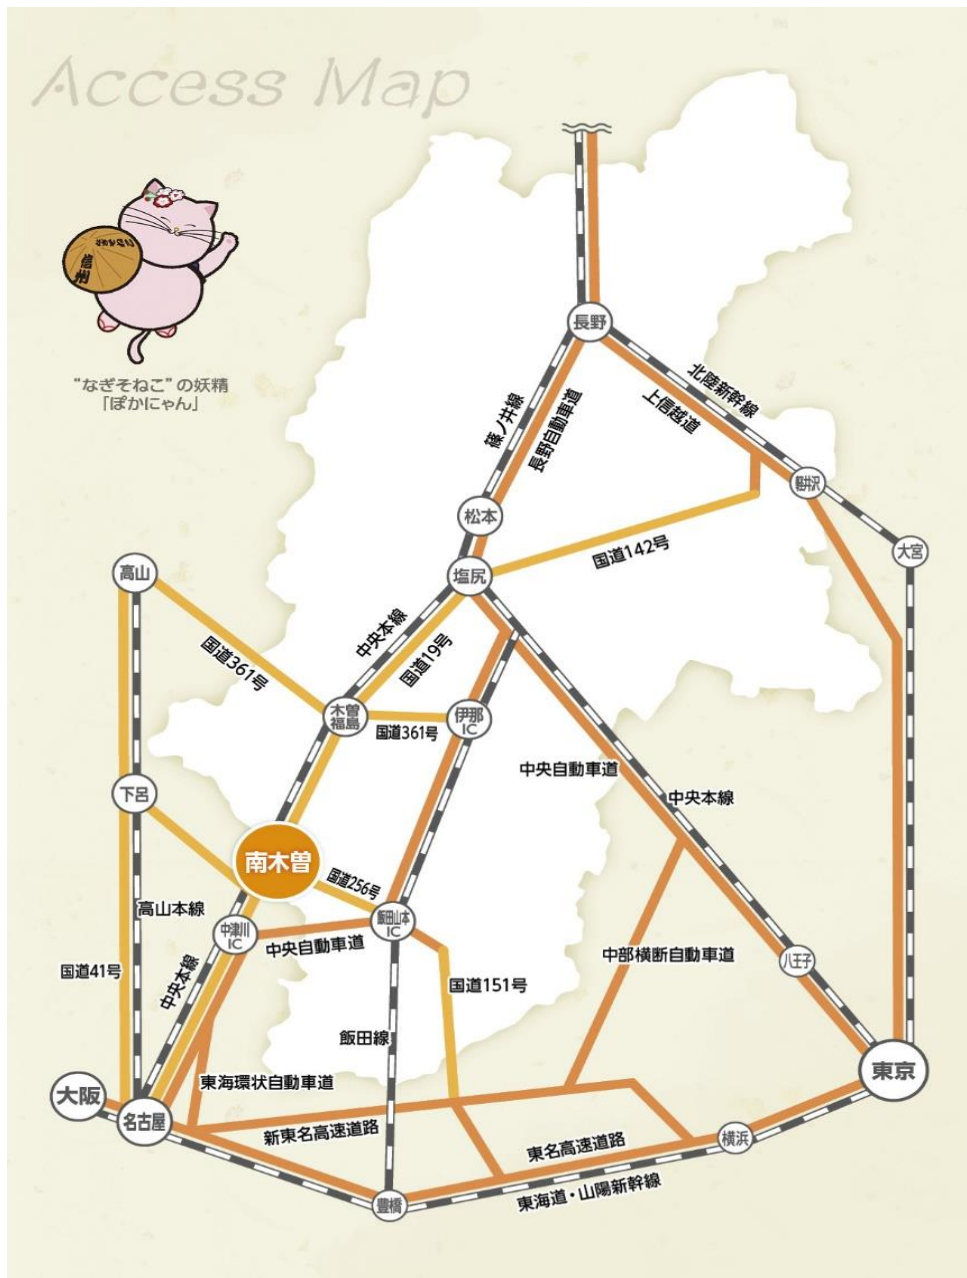 Access Map
信州
"なぎそねこ"の妖精
「ぽかにゃん」
長野
北陸新幹線
上信越道
篠ノ井線
長野自動車道
軽井沢
松本
大宮
国道142号
塩尻
高山
中央本線
国道19号
国道361号
木曽
福島
国道361号
伊那
IC
中央自動車道
中央本線
下呂
南木曽
国道256号
高山本線
中津川
IC
飯田山本
IC
中央自動車道
中部横断自動車道
八王子
国道41号
中央本線
国道151号
飯田線
東京
東海環状自動車道
大阪
名古屋
新東名高速道路
東名高速道路
横浜
東海道・山陽新幹線
豊橋